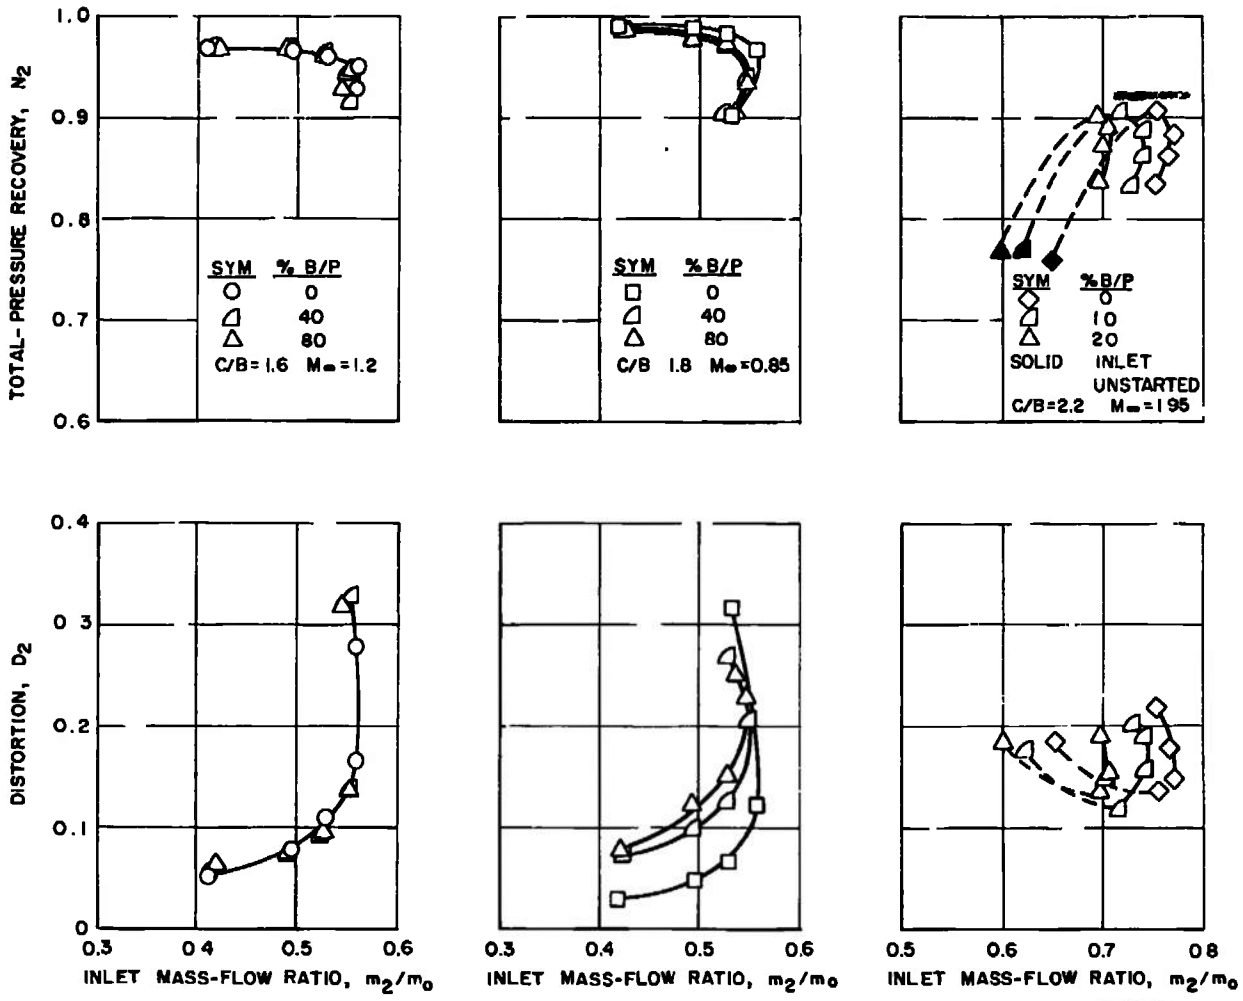 1.0
0.9
0.8
0.7
0.6
TOTAL-PRESSURE RECOVERY, N2
SYM % B/P
0
40
80
C/B=1.6 M∞=1.2
SYM % B/P
0
40
80
C/B 1.8 M∞=0.85
SYM %B/P
0
10
20
SOLID INLET
UNSTARTED
C/B=2.2 M∞=1.95
0.4
0 3
0.2
0.1
0
DISTORTION, D2
0.3 0 4 0.5 0.6
INLET MASS-FLOW RATIO, m2/mo
0.3 0.4 0.5 0.6
INLET MASS-FLOW RATIO, m2/mo
0.5 0.6 0.7 0 8
INLET MASS-FLOW RATIO, m2/mo